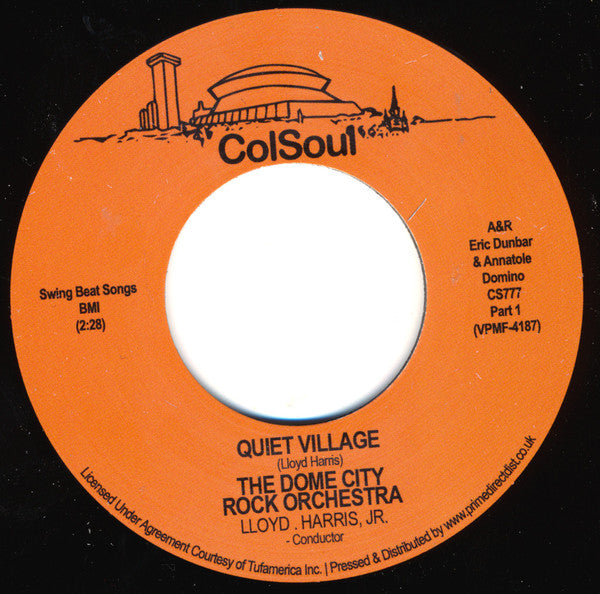 ColSoul
Swing Beat Songs
BMI
(2:28)
A&R
Eric Dunbar
& Annatole
Domino
CS777
Part 1
(VPMF-4187)
QUIET VILLAGE
(Lloyd Harris)
THE DOME CITY
ROCK ORCHESTRA
LLOYD . HARRIS, JR.
- Conductor
Licensed Under Agreement Courtesy of Tufamerica Inc. | Pressed & Distributed by www.primedirectdist.co.uk